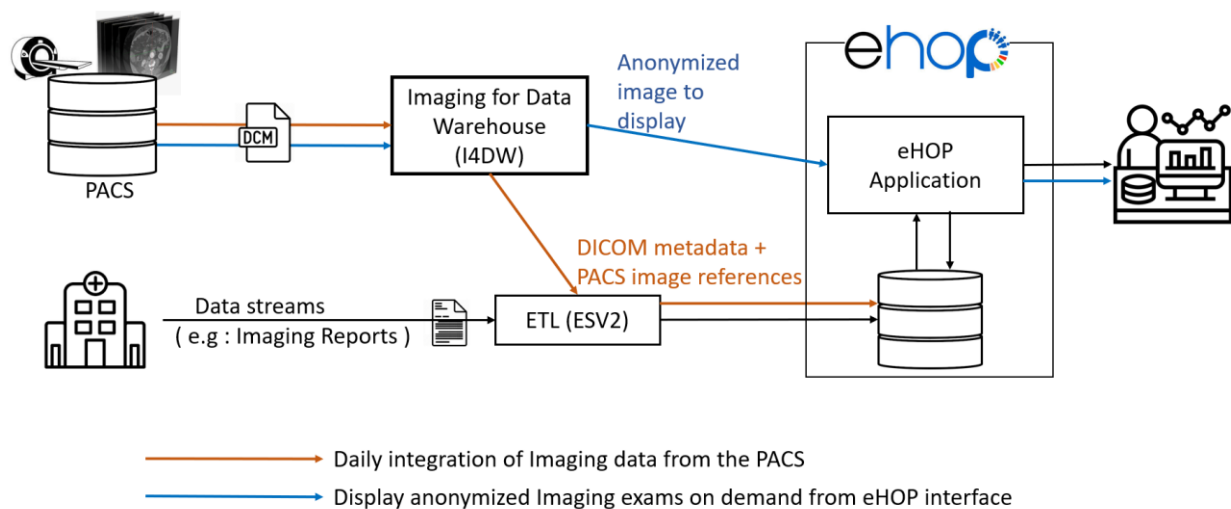 ehop
Anonymized
image to
display
Imaging for Data
Warehouse
(I4DW)
DCM
eHOP
Application
PACS
DICOM metadata +
PACS image references
Data streams
( e.g : Imaging Reports )
ETL (ESV2)
Daily integration of Imaging data from the PACS
Display anonymized Imaging exams on demand from eHOP interface